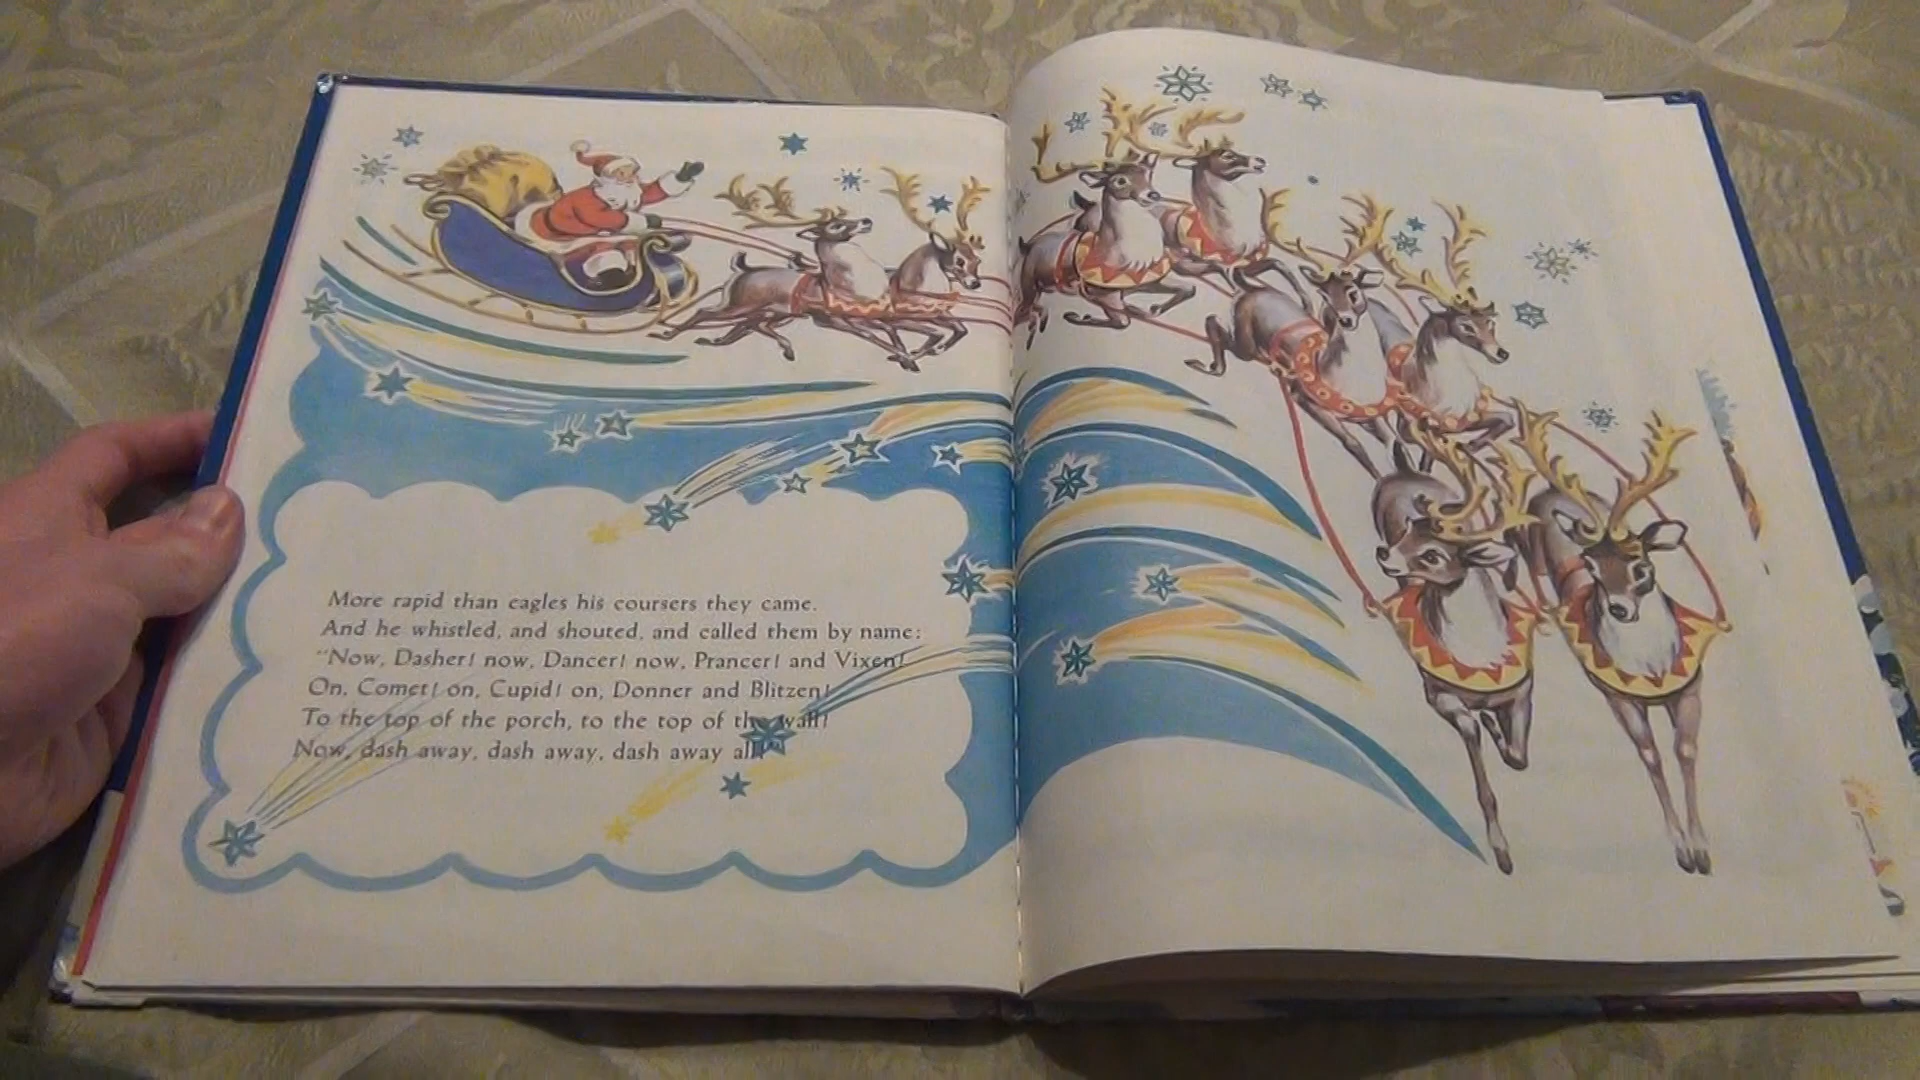 More rapid than eagles his coursers they came.
And he whistled, and shouted, and called them by name:
"Now, Dasher! now, Dancer! now, Prancer! and Vixen!
On, Comet! on, Cupid! on, Donner and Blitzen!
To the top of the porch, to the top of the wall!
Now, dash away, dash away, dash away all!"